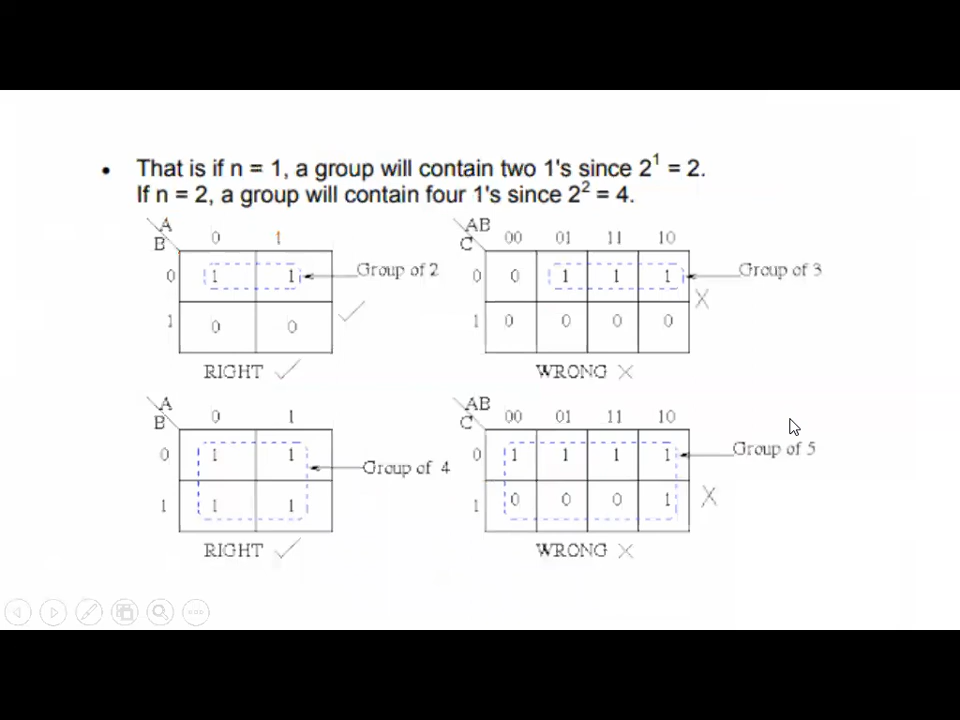 • That is if n = 1, a group will contain two 1's since 2¹ = 2.
If n = 2, a group will contain four 1's since 2² = 4.
A
B 0 1
0 1 1 Group of 2
1 0 0
RIGHT ✓
AB
C 00 01 11 10
0 0 1 1 1 Group of 3
1 0 0 0 0
WRONG ✗
A
B 0 1
0 1 1 Group of 4
1 1 1
RIGHT ✓
AB
C 00 01 11 10
0 1 1 1 1 Group of 5
1 0 0 0 1
WRONG ✗